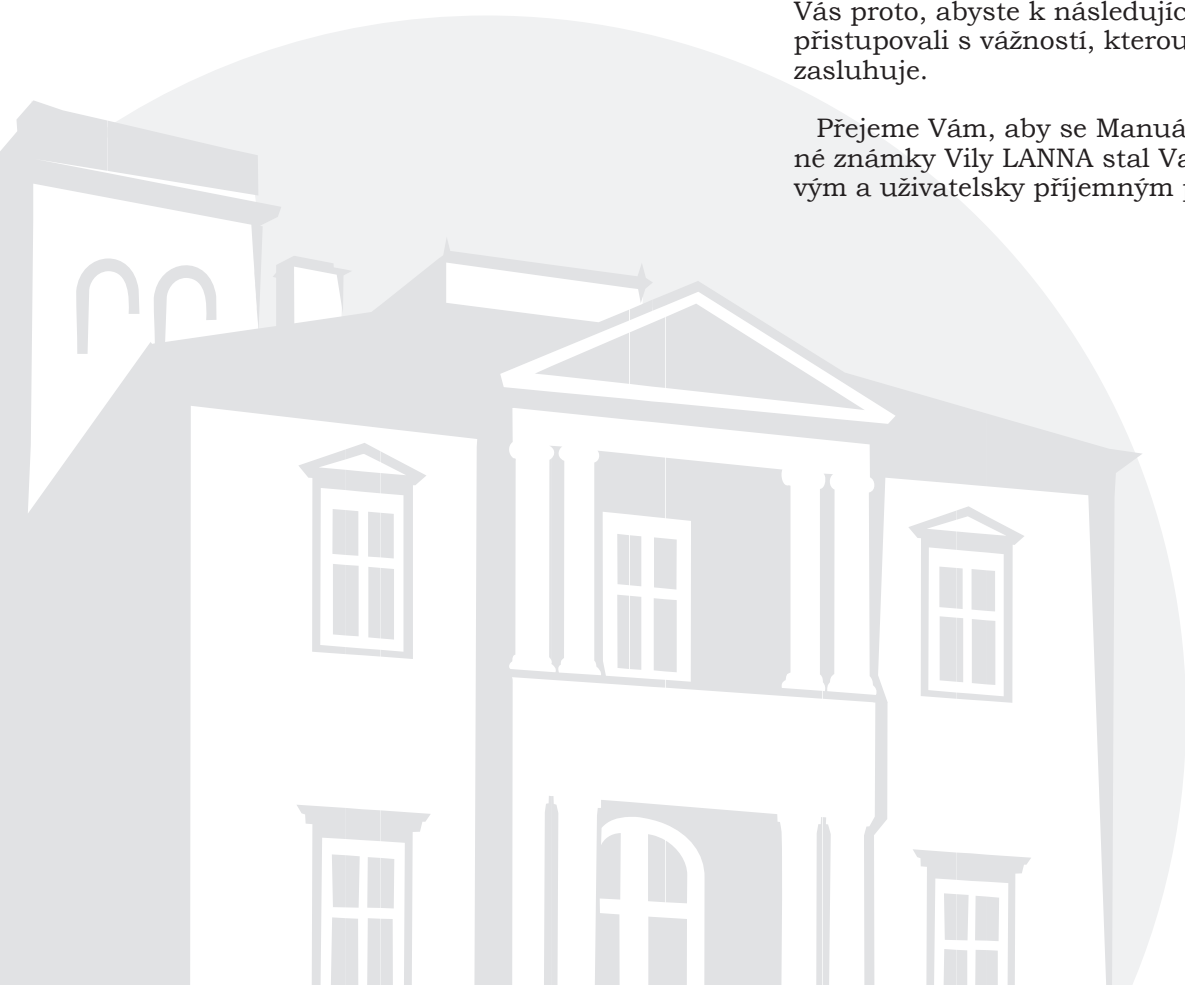 Vás proto, abyste k následujíc
přistupovali s vážností, kterou
zasluhuje.
Přejeme Vám, aby se Manuá
né známky Vily LANNA stal Va
vým a uživatelsky příjemným